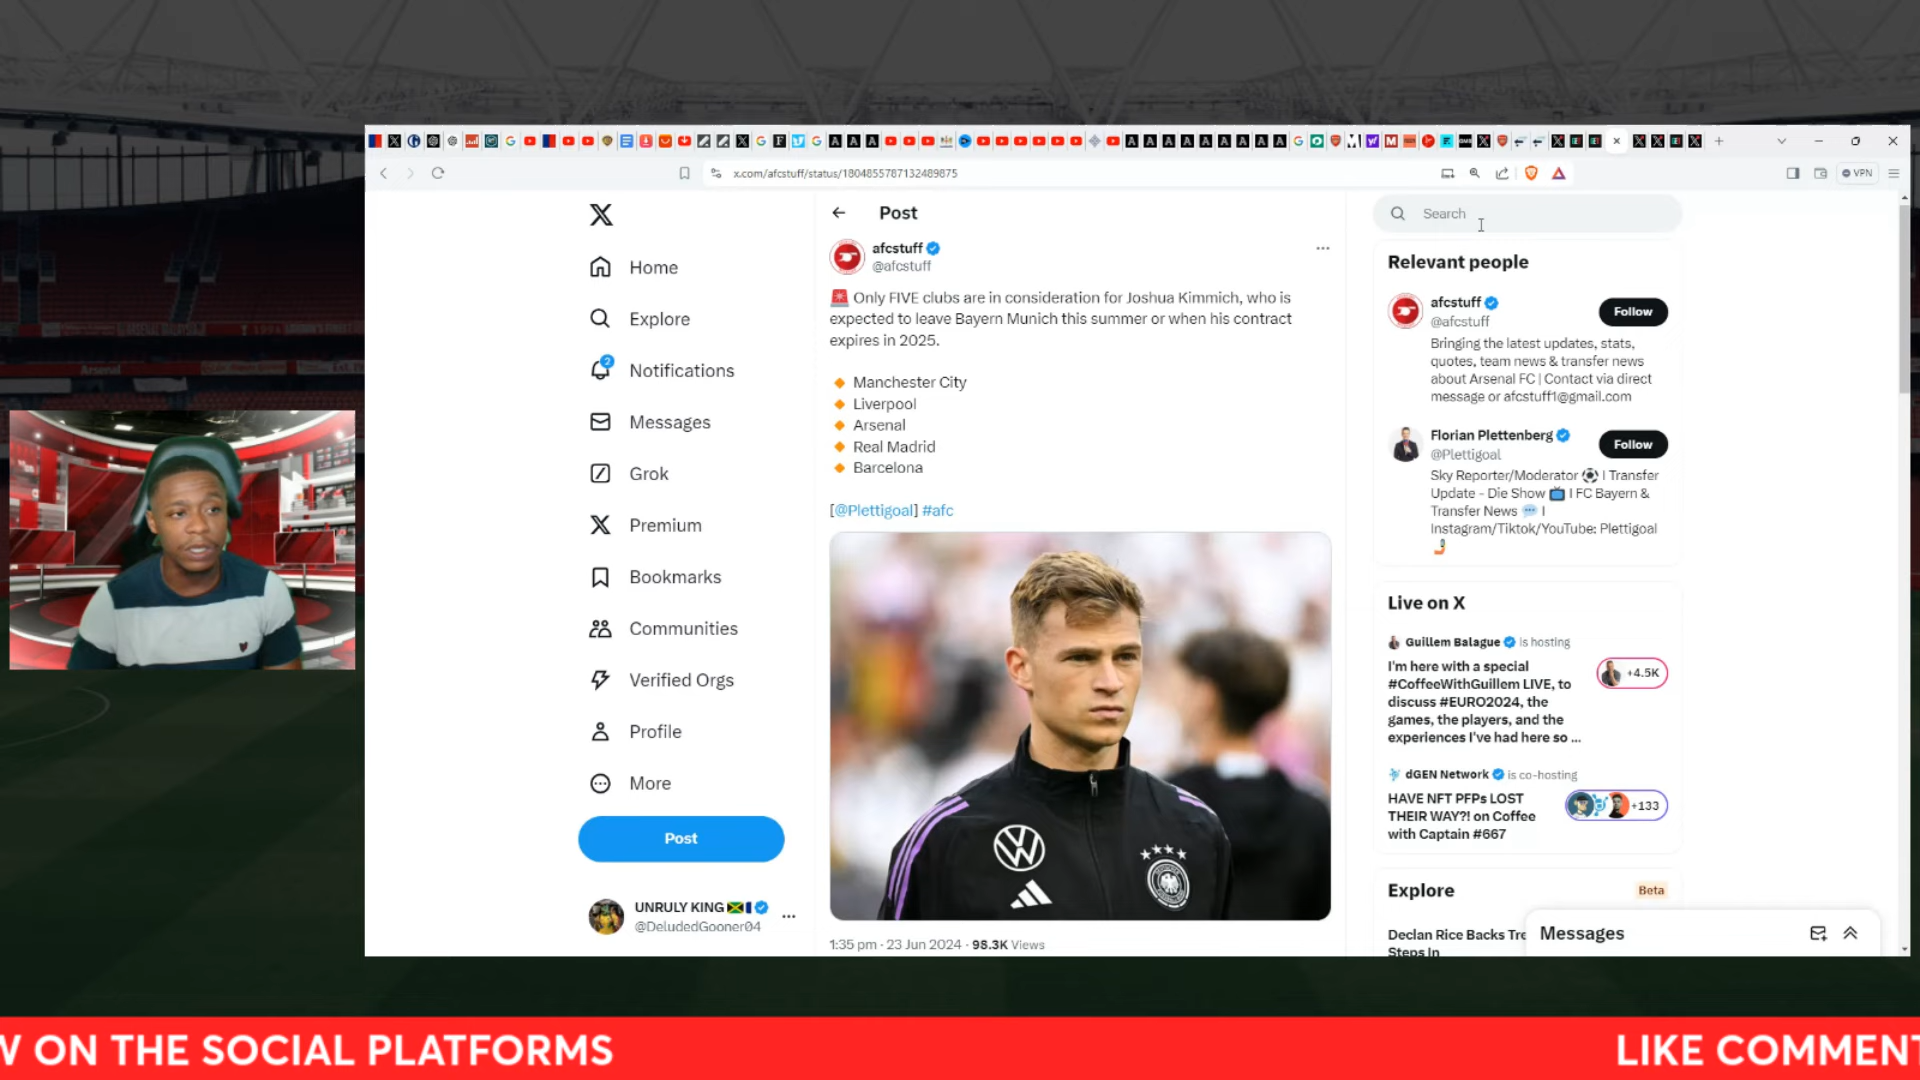 Arsenal
x.com/afcstuff/status/1804855787132489875
VPN
Home
Explore
2
Notifications
Messages
Grok
Premium
Bookmarks
Communities
Verified Orgs
Profile
More
Post
UNRULY KING
@DeludedGooner04
Post
afcstuff
@afcstuff
🚨 Only FIVE clubs are in consideration for Joshua Kimmich, who is
expected to leave Bayern Munich this summer or when his contract
expires in 2025.
🔸 Manchester City
🔸 Liverpool
🔸 Arsenal
🔸 Real Madrid
🔸 Barcelona
[@Plettigoal] #afc
1:35 pm · 23 Jun 2024 · 98.3K Views
Search
Relevant people
afcstuff
@afcstuff
Follow
Bringing the latest updates, stats,
quotes, team news & transfer news
about Arsenal FC | Contact via direct
message or afcstuff1@gmail.com
Florian Plettenberg
@Plettigoal
Follow
Sky Reporter/Moderator ⚽ I Transfer
Update - Die Show 📺 I FC Bayern &
Transfer News 💬 I
Instagram/Tiktok/YouTube: Plettigoal
🤳
Live on X
Guillem Balague is hosting
I'm here with a special
#CoffeeWithGuillem LIVE, to
discuss #EURO2024, the
games, the players, and the
experiences I've had here so ...
+4.5K
dGEN Network is co-hosting
HAVE NFT PFPs LOST
THEIR WAY?! on Coffee
with Captain #667
+133
Explore
Beta
Declan Rice Backs Tre
Steps In
Messages
W ON THE SOCIAL PLATFORMS
LIKE COMMENT